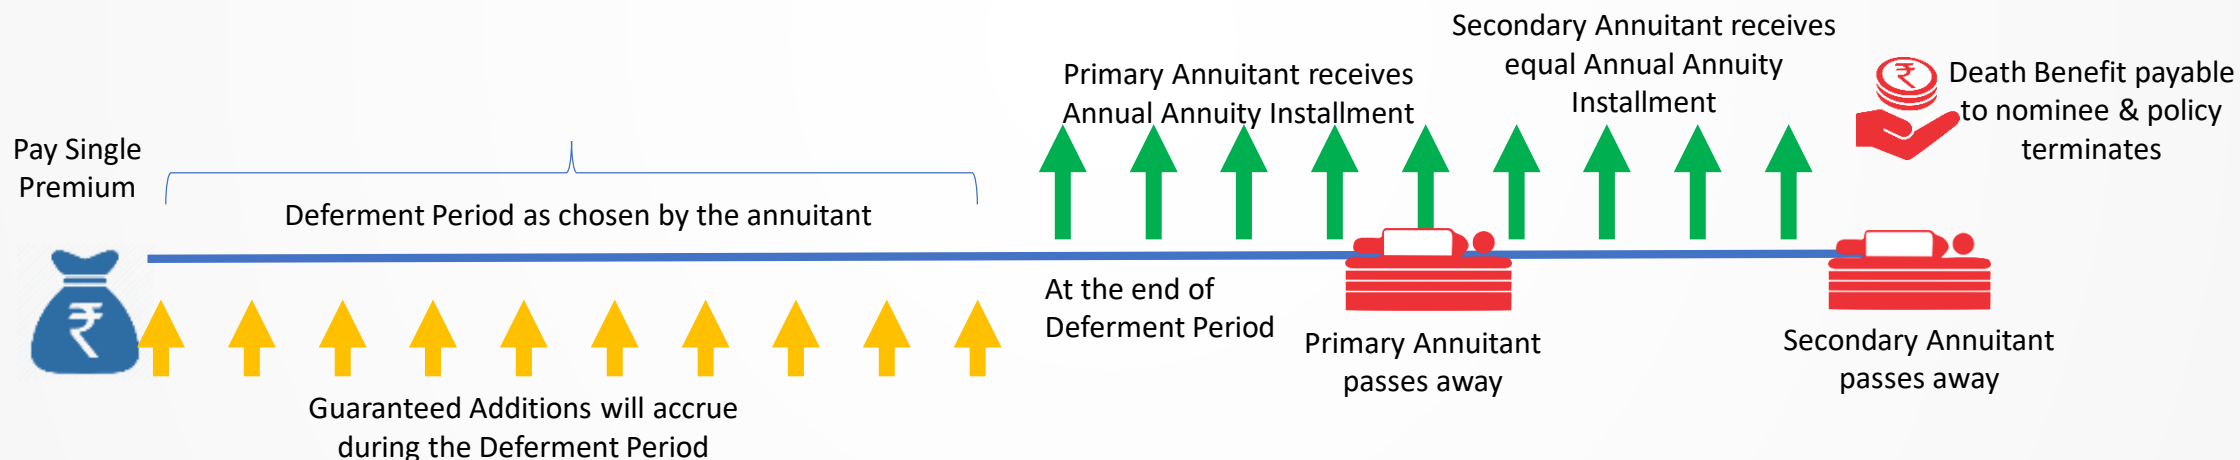 Pay Single
Premium
Deferment Period as chosen by the annuitant
₹
Guaranteed Additions will accrue
during the Deferment Period
Primary Annuitant receives
Annual Annuity Installment
At the end of
Deferment Period
Primary Annuitant
passes away
Secondary Annuitant receives
equal Annual Annuity
Installment
Secondary Annuitant
passes away
₹
Death Benefit payable
to nominee & policy
terminates